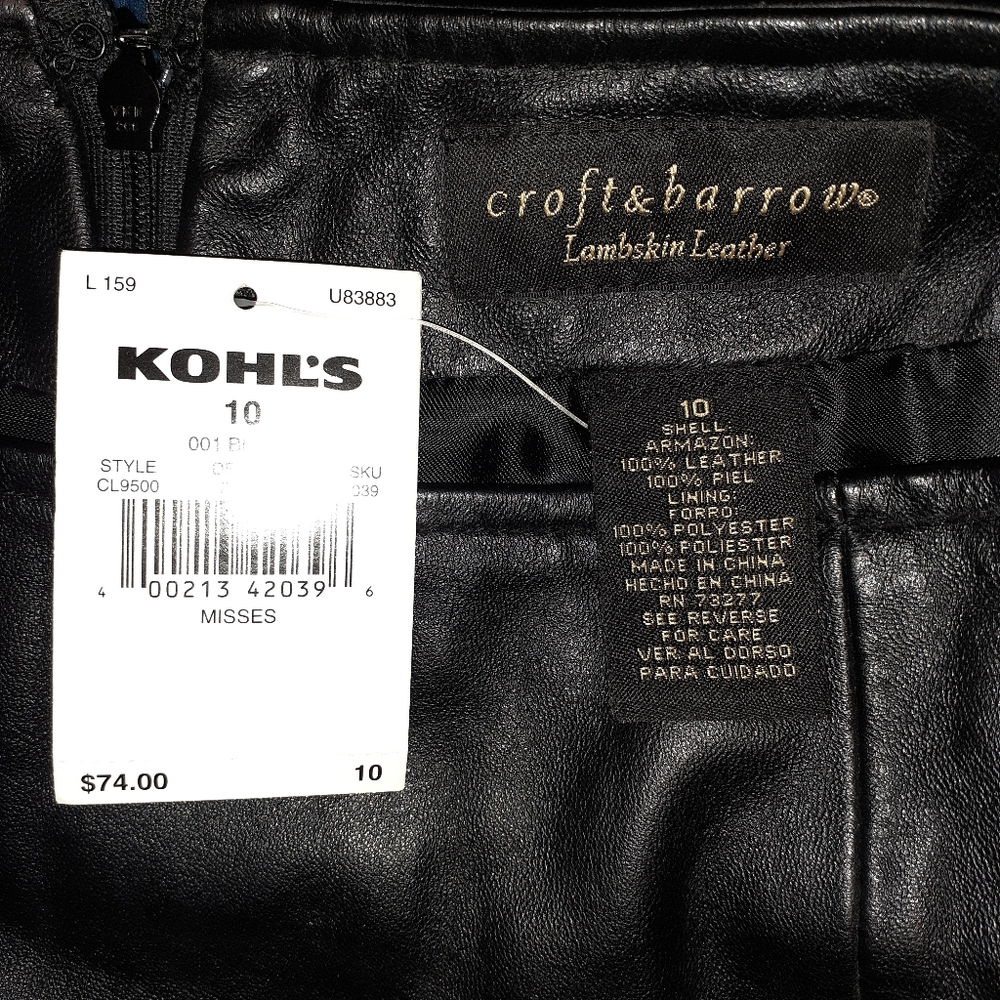 croft&barrow®
Lambskin Leather
L 159
U83883
KOHL'S
10
001
STYLE
SKU
CL9500
4 00213 42039 6
MISSES
$74.00
10
10
SHELL:
ARMAZON:
100% LEATHER
100% PIEL
LINING:
FORRO:
100% POLYESTER
100% POLIESTER
MADE IN CHINA
HECHO EN CHINA
RN 73277
SEE REVERSE
FOR CARE
VER AL DORSO
PARA CUIDADO